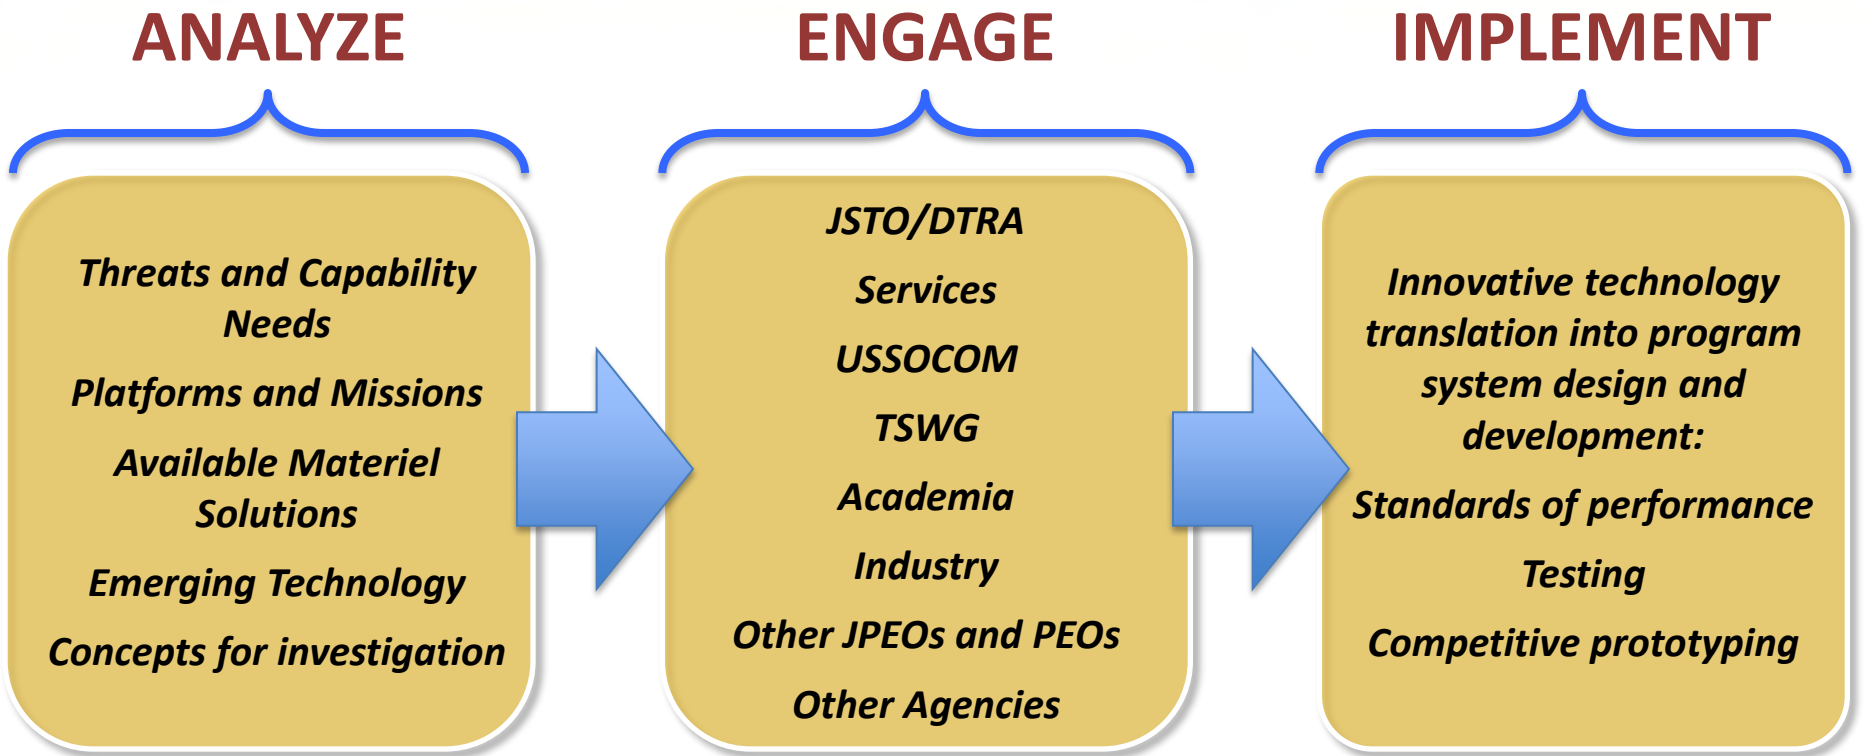 ANALYZE
Threats and Capability
Needs
Platforms and Missions
Available Materiel
Solutions
Emerging Technology
Concepts for investigation
ENGAGE
JSTO/DTRA
Services
USSOCOM
TSWG
Academia
Industry
Other JPEOs and PEOs
Other Agencies
IMPLEMENT
Innovative technology
translation into program
system design and
development:
Standards of performance
Testing
Competitive prototyping